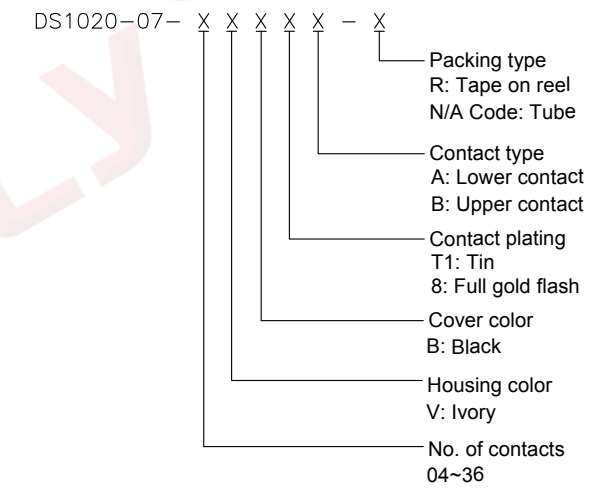 DS1020-07- X X X X X - X
Packing type
R: Tape on reel
N/A Code: Tube
Contact type
A: Lower contact
B: Upper contact
Contact plating
T1: Tin
8: Full gold flash
Cover color
B: Black
Housing color
V: Ivory
No. of contacts
04~36